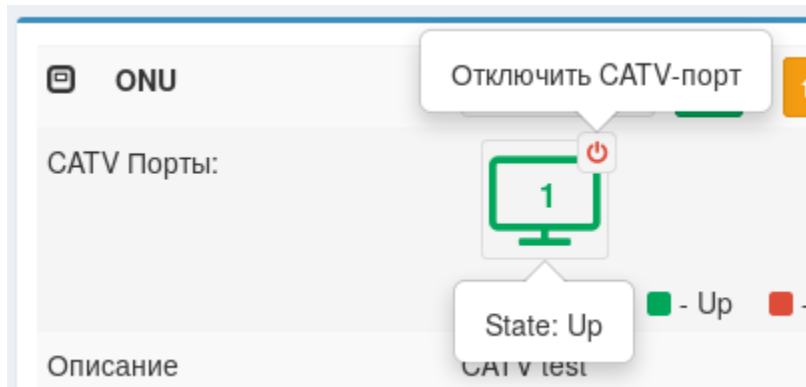 Отключить CATV-порт
ONU
CATV Порты:
1
- Up
State: Up
Описание
CATV test